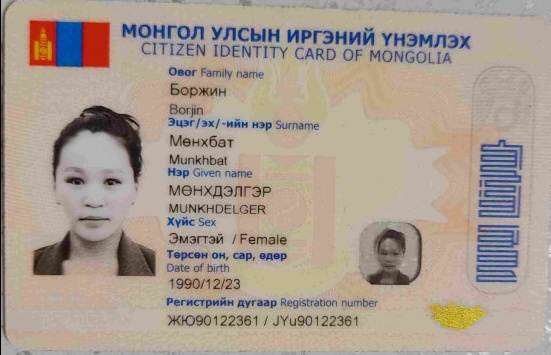 МОНГОЛ УЛСЫН ИРГЭНИЙ ҮНЭМЛЭХ
CITIZEN IDENTITY CARD OF MONGOLIA
Овог Family name
Боржин
Borjin
Эцэг/эх/-ийн нэр Surname
Мөнхбат
Munkhbat
Нэр Given name
МӨНХДЭЛГЭР
MUNKHDELGER
Хүйс Sex
Эмэгтэй / Female
Төрсөн он, сар, өдөр
Date of birth
1990/12/23
Регистрийн дугаар Registration number
ЖЮ90122361 / JYu90122361